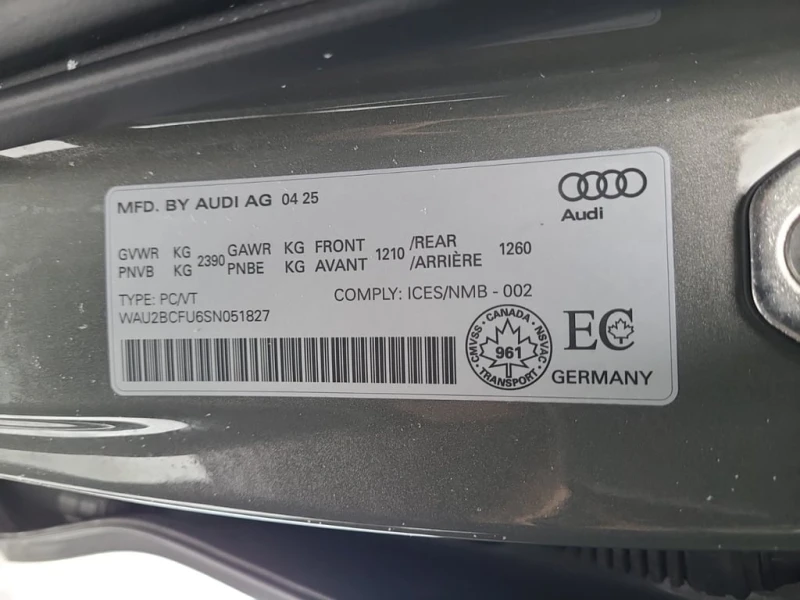 MFD. BY AUDI AG 04 25
Audi
GVWR KG 2390 GAWR KG FRONT 1210 /REAR 1260
PNVB KG PNBE KG AVANT /ARRIÈRE
TYPE: PC/VT
COMPLY: ICES/NMB - 002
WAU2BCFU6SN051827
CMVSS • CANADA • NSVAC • TRANSPORT •
961
EC
GERMANY